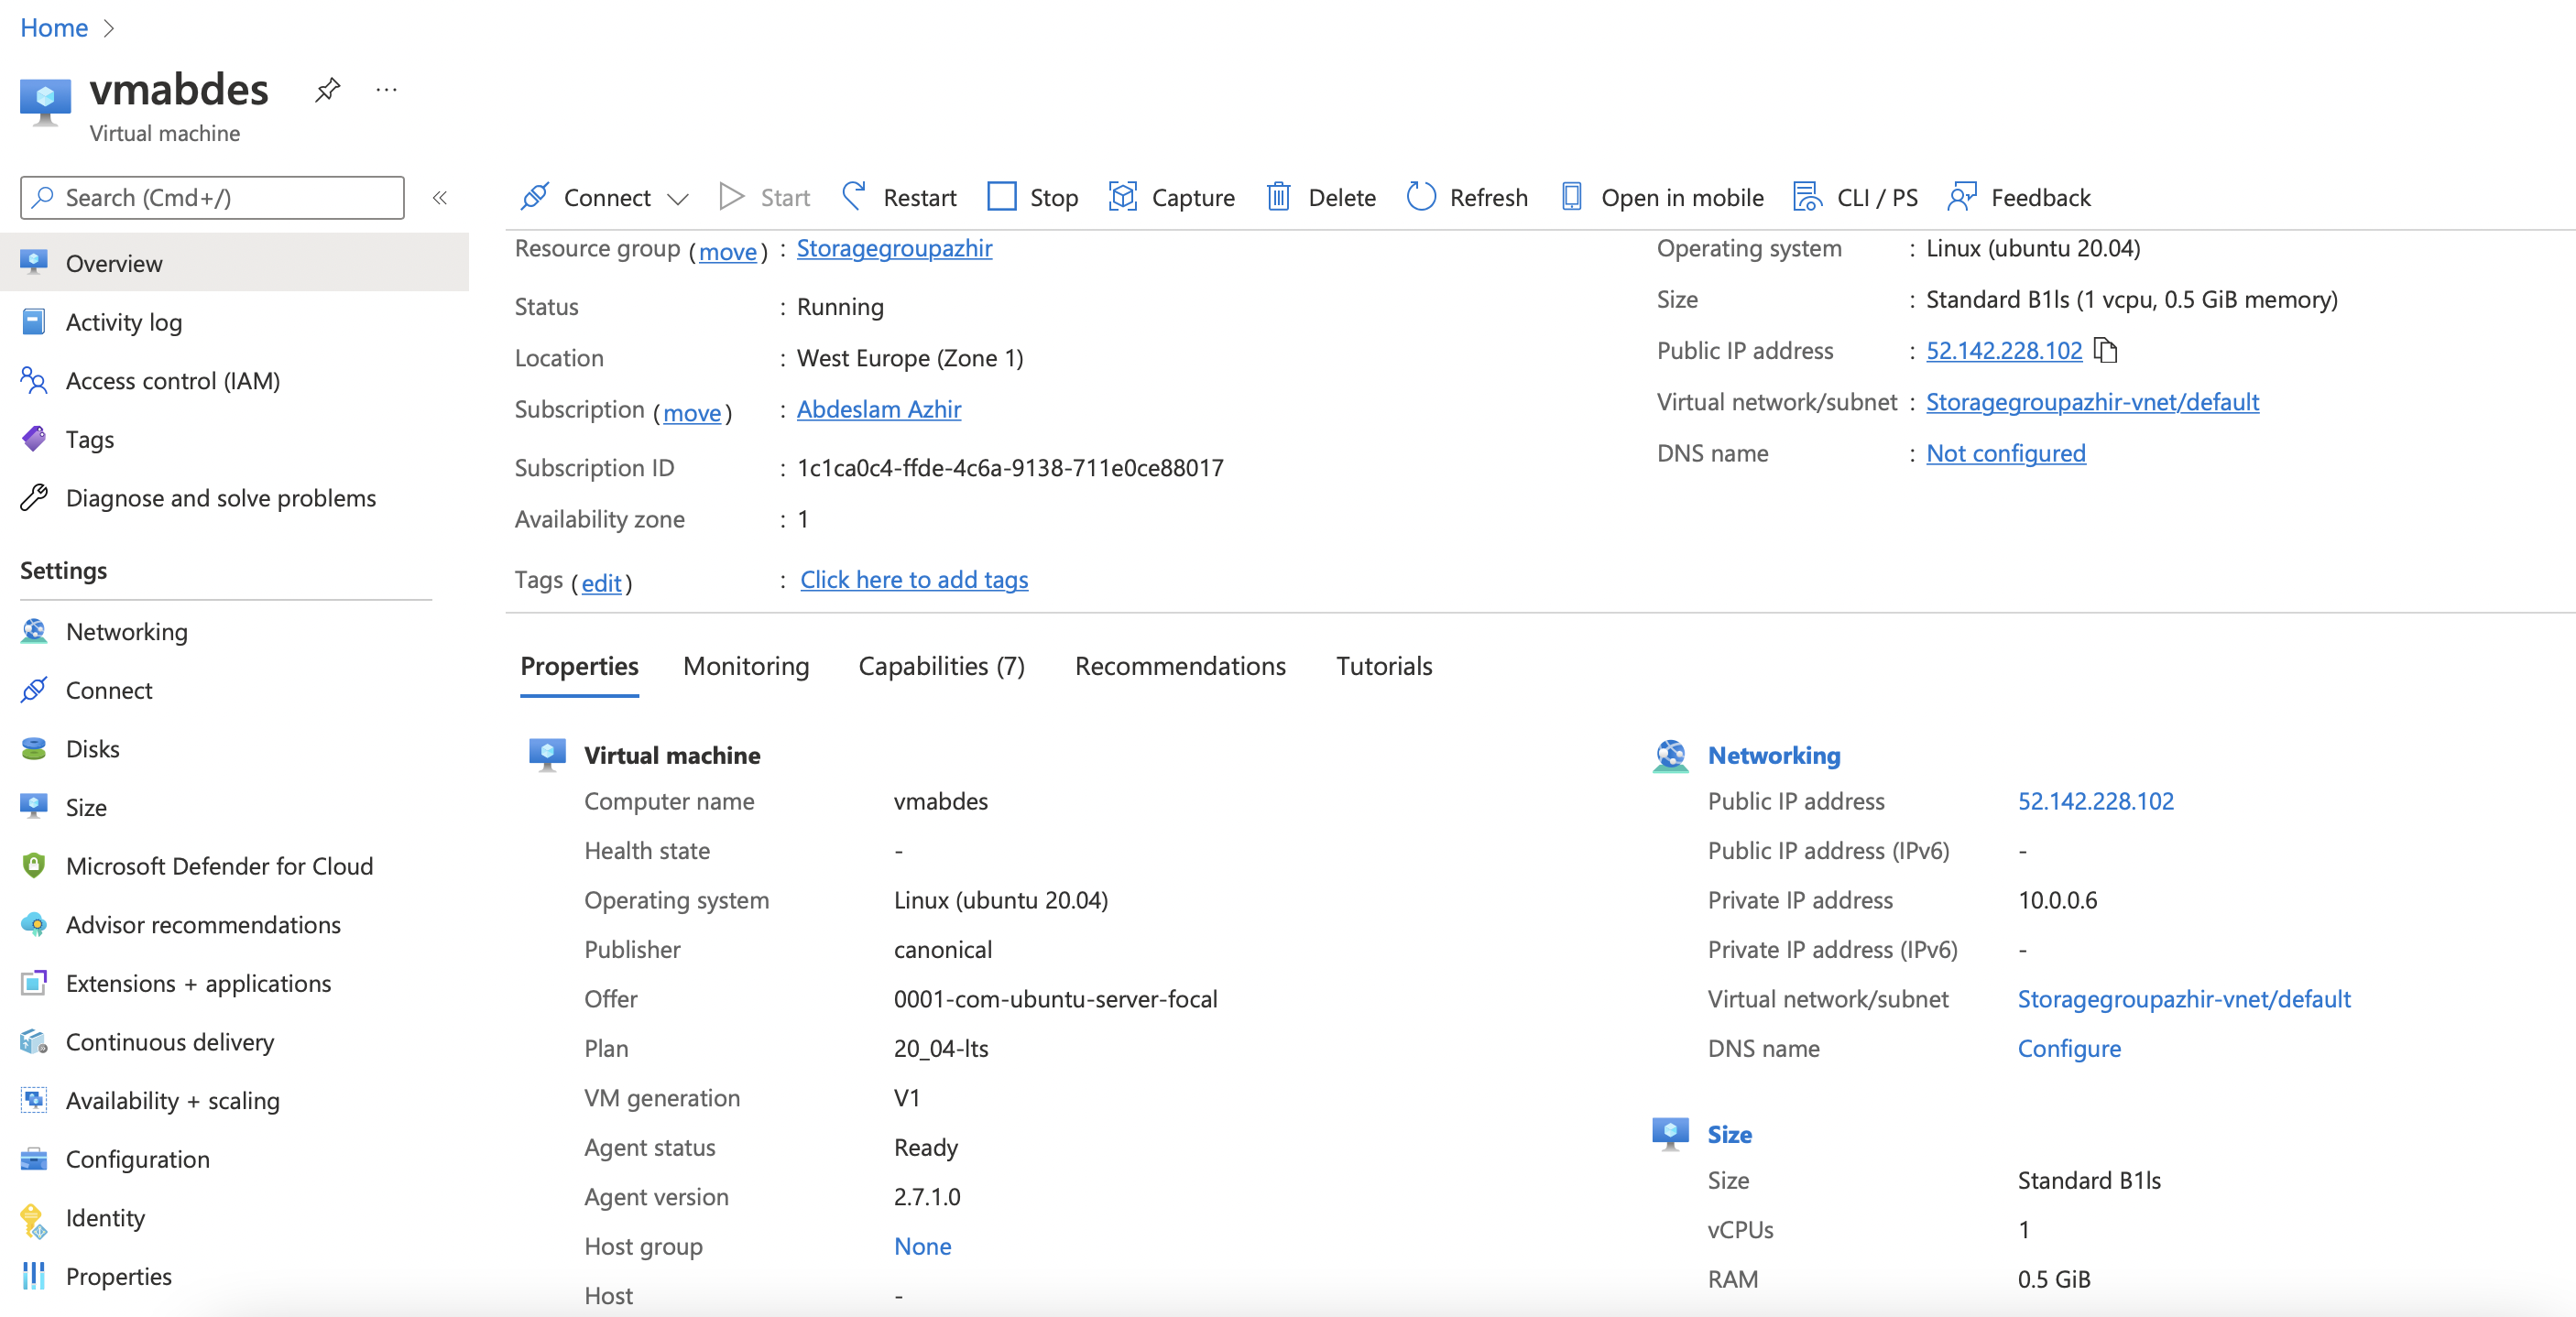 Home >
vmabdes
...
Virtual machine
Search (Cmd+/)
«
Connect
Start
Restart
Stop
Capture
Delete
Refresh
Open in mobile
CLI / PS
Feedback
Overview
Activity log
Access control (IAM)
Tags
Diagnose and solve problems
Settings
Networking
Connect
Disks
Size
Microsoft Defender for Cloud
Advisor recommendations
Extensions + applications
Continuous delivery
Availability + scaling
Configuration
Identity
Properties
Resource group (move) : Storagegroupazhir
Status : Running
Location : West Europe (Zone 1)
Subscription (move) : Abdeslam Azhir
Subscription ID : 1c1ca0c4-ffde-4c6a-9138-711e0ce88017
Availability zone : 1
Tags (edit) : Click here to add tags
Operating system : Linux (ubuntu 20.04)
Size : Standard B1ls (1 vcpu, 0.5 GiB memory)
Public IP address : 52.142.228.102
Virtual network/subnet : Storagegroupazhir-vnet/default
DNS name : Not configured
Properties
Monitoring
Capabilities (7)
Recommendations
Tutorials
Virtual machine
Computer name vmabdes
Health state -
Operating system Linux (ubuntu 20.04)
Publisher canonical
Offer 0001-com-ubuntu-server-focal
Plan 20_04-lts
VM generation V1
Agent status Ready
Agent version 2.7.1.0
Host group None
Host -
Networking
Public IP address 52.142.228.102
Public IP address (IPv6) -
Private IP address 10.0.0.6
Private IP address (IPv6) -
Virtual network/subnet Storagegroupazhir-vnet/default
DNS name Configure
Size
Size Standard B1ls
vCPUs 1
RAM 0.5 GiB